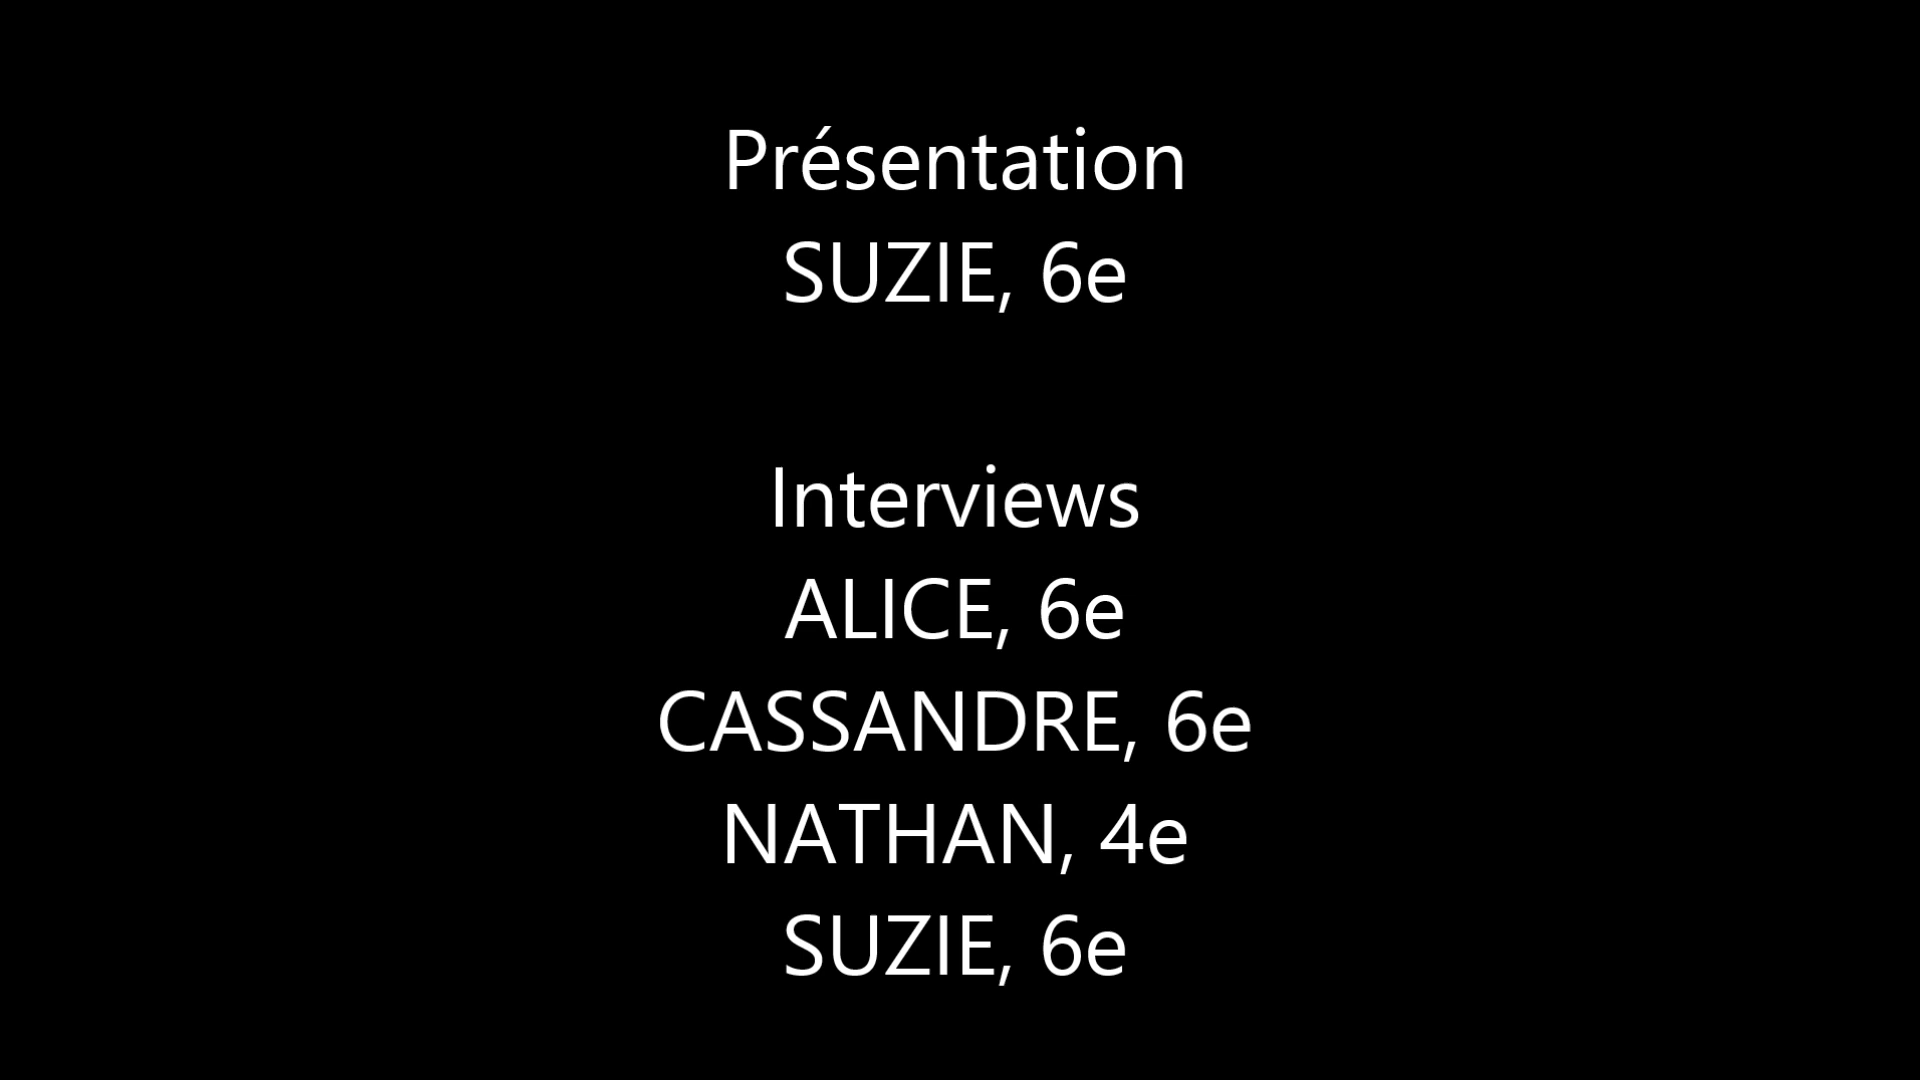 Présentation
SUZIE, 6e
Interviews
ALICE, 6e
CASSANDRE, 6e
NATHAN, 4e
SUZIE, 6e